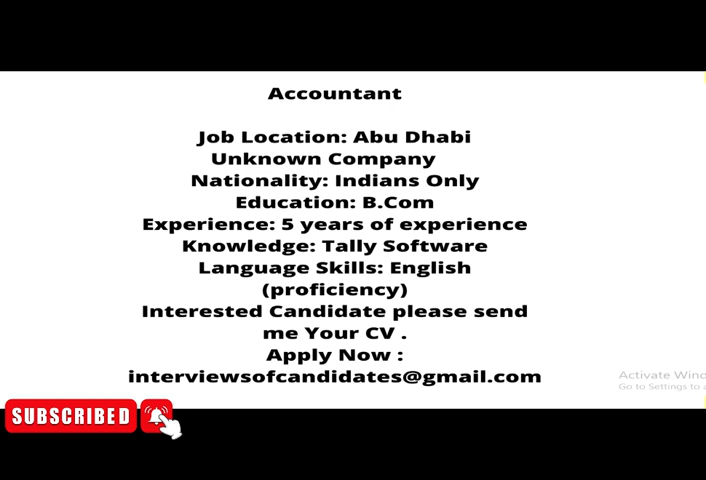 Accountant
Job Location: Abu Dhabi
Unknown Company
Nationality: Indians Only
Education: B.Com
Experience: 5 years of experience
Knowledge: Tally Software
Language Skills: English
(proficiency)
Interested Candidate please send
me Your CV .
Apply Now :
interviewsofcandidates@gmail.com
Activate Wind
Go to Settings to a
SUBSCRIBED